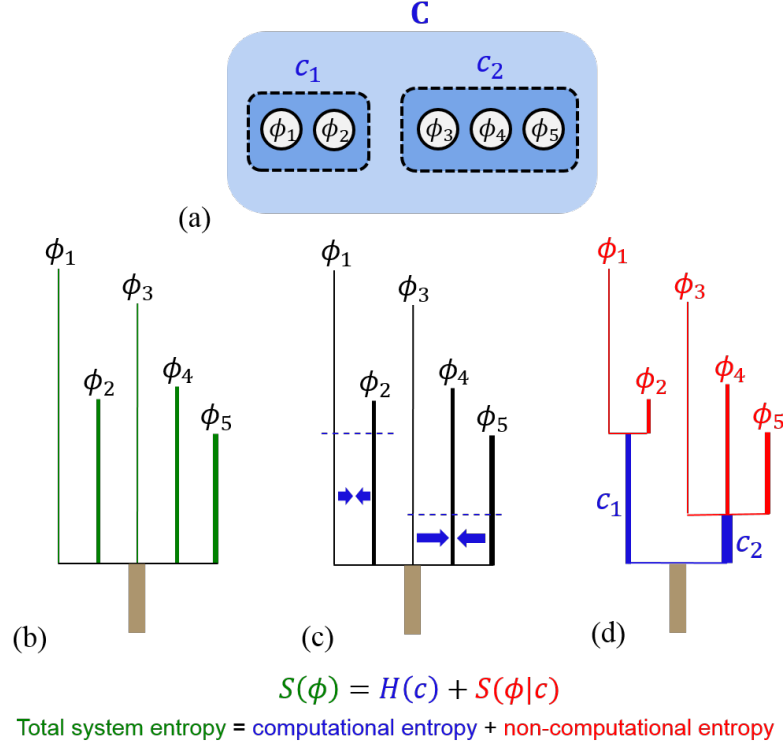 C
c₁ c₂
ϕ₁ ϕ₂ ϕ₃ ϕ₄ ϕ₅
(a)
ϕ₁ ϕ₃ ϕ₂ ϕ₄ ϕ₅
(b)
ϕ₁ ϕ₃ ϕ₂ ϕ₄ ϕ₅
(c)
ϕ₁ ϕ₃ ϕ₂ ϕ₄ ϕ₅
c₁ c₂
(d)
S(ϕ) = H(c) + S(ϕ|c)
Total system entropy = computational entropy + non-computational entropy